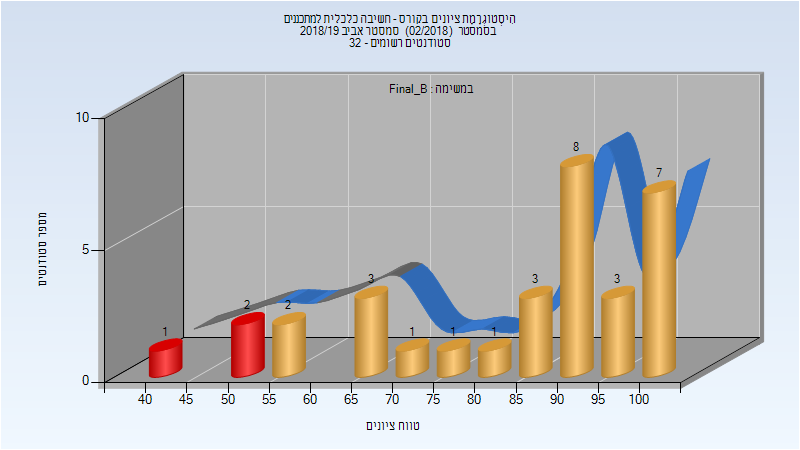 היסטוגרמת ציונים בקורס - חשיבה כלכלית למתכננים
בסמסטר (02/2018) סמסטר אביב 2018/19
סטודנטים רשומים - 32
במשימה : Final_B
מספר סטודנטים
10
5
0
1
2
2
3
1
1
1
3
8
3
7
40 45 50 55 60 65 70 75 80 85 90 95 100
טווח ציונים